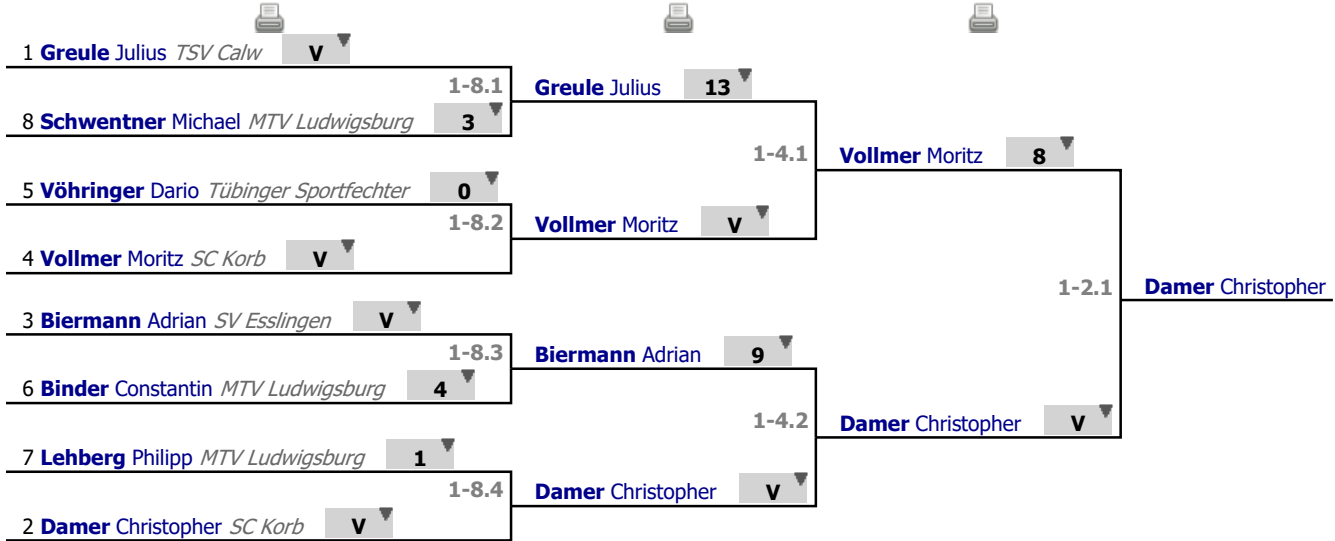 1 Greule Julius TSV Calw V
1-8.1
8 Schwentner Michael MTV Ludwigsburg 3
5 Vöhringer Dario Tübinger Sportfechter 0
1-8.2
4 Vollmer Moritz SC Korb V
3 Biermann Adrian SV Esslingen V
1-8.3
6 Binder Constantin MTV Ludwigsburg 4
7 Lehberg Philipp MTV Ludwigsburg 1
1-8.4
2 Damer Christopher SC Korb V
Greule Julius 13
1-4.1
Vollmer Moritz V
Biermann Adrian 9
1-4.2
Damer Christopher V
Vollmer Moritz 8
1-2.1
Damer Christopher V
Damer Christopher